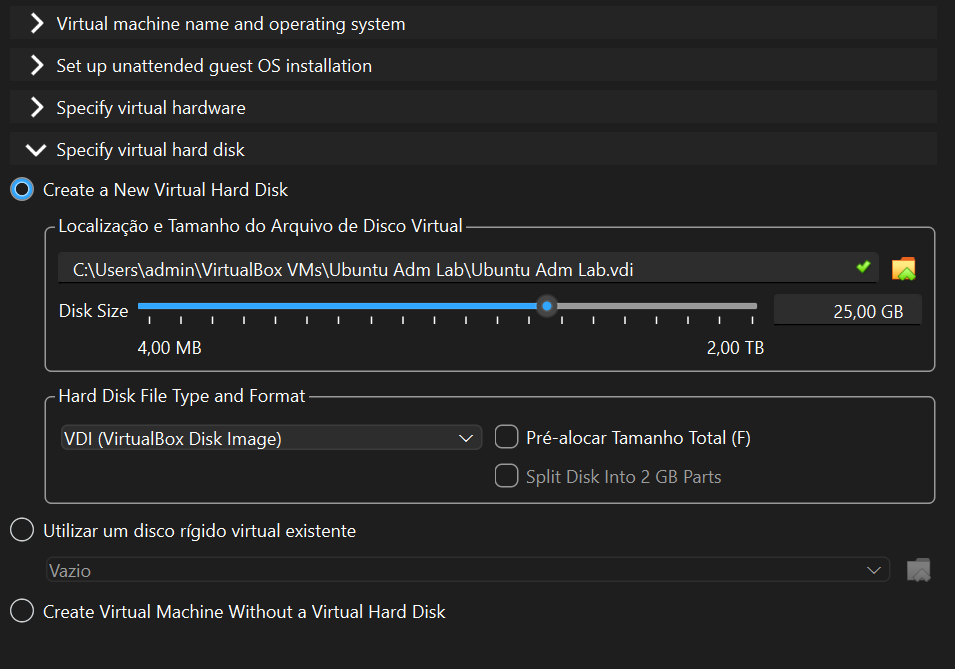 Virtual machine name and operating system
Set up unattended guest OS installation
Specify virtual hardware
Specify virtual hard disk
Create a New Virtual Hard Disk
Localização e Tamanho do Arquivo de Disco Virtual
C:\Users\admin\VirtualBox VMs\Ubuntu Adm Lab\Ubuntu Adm Lab.vdi
Disk Size 25,00 GB
4,00 MB 2,00 TB
Hard Disk File Type and Format
VDI (VirtualBox Disk Image) Pré-alocar Tamanho Total (F)
Split Disk Into 2 GB Parts
Utilizar um disco rígido virtual existente
Vazio
Create Virtual Machine Without a Virtual Hard Disk